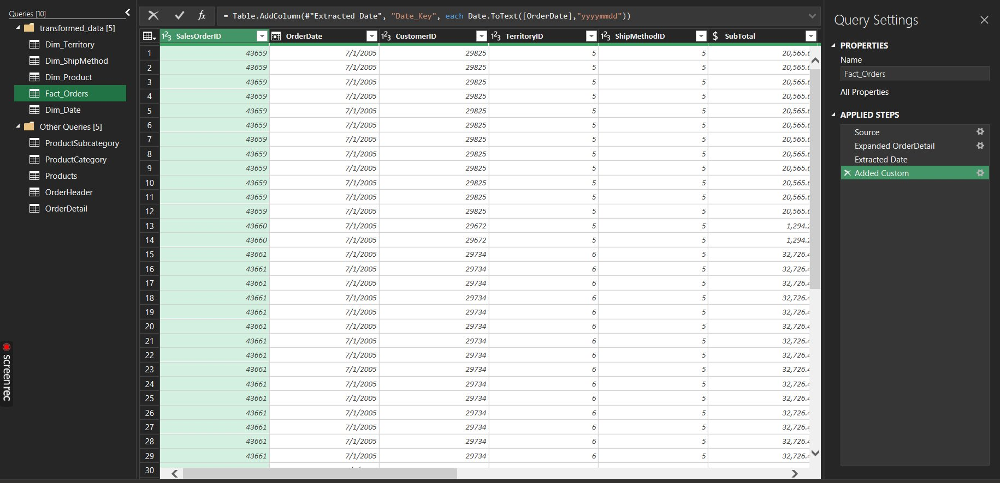 Queries [10]
transformed_data [5]
Dim_Territory
Dim_ShipMethod
Dim_Product
Fact_Orders
Dim_Date
Other Queries [5]
ProductSubcategory
ProductCategory
Products
OrderHeader
OrderDetail
screenrec
fx = Table.AddColumn(#"Extracted Date", "Date_Key", each Date.ToText([OrderDate],"yyyymmdd"))
1²3 SalesOrderID OrderDate 1²3 CustomerID 1²3 TerritoryID 1²3 ShipMethodID $ SubTotal
1 43659 7/1/2005 29825 5 5 20,565.6
2 43659 7/1/2005 29825 5 5 20,565.6
3 43659 7/1/2005 29825 5 5 20,565.6
4 43659 7/1/2005 29825 5 5 20,565.6
5 43659 7/1/2005 29825 5 5 20,565.6
6 43659 7/1/2005 29825 5 5 20,565.6
7 43659 7/1/2005 29825 5 5 20,565.6
8 43659 7/1/2005 29825 5 5 20,565.6
9 43659 7/1/2005 29825 5 5 20,565.6
10 43659 7/1/2005 29825 5 5 20,565.6
11 43659 7/1/2005 29825 5 5 20,565.6
12 43659 7/1/2005 29825 5 5 20,565.6
13 43660 7/1/2005 29672 5 5 1,294.2
14 43660 7/1/2005 29672 5 5 1,294.2
15 43661 7/1/2005 29734 6 5 32,726.4
16 43661 7/1/2005 29734 6 5 32,726.4
17 43661 7/1/2005 29734 6 5 32,726.4
18 43661 7/1/2005 29734 6 5 32,726.4
19 43661 7/1/2005 29734 6 5 32,726.4
20 43661 7/1/2005 29734 6 5 32,726.4
21 43661 7/1/2005 29734 6 5 32,726.4
22 43661 7/1/2005 29734 6 5 32,726.4
23 43661 7/1/2005 29734 6 5 32,726.4
24 43661 7/1/2005 29734 6 5 32,726.4
25 43661 7/1/2005 29734 6 5 32,726.4
26 43661 7/1/2005 29734 6 5 32,726.4
27 43661 7/1/2005 29734 6 5 32,726.4
28 43661 7/1/2005 29734 6 5 32,726.4
29 43661 7/1/2005 29734 6 5 32,726.4
30
Query Settings
PROPERTIES
Name
Fact_Orders
All Properties
APPLIED STEPS
Source
Expanded OrderDetail
Extracted Date
Added Custom